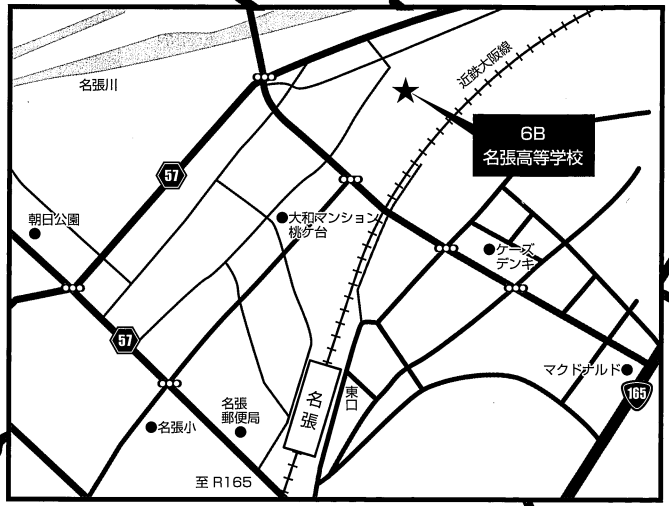 名張川
近鉄大阪線
6B
名張高等学校
57
朝日公園
大和マンション
桃ケ台
ケーズ
デンキ
57
マクドナルド
165
名張
東口
名張
郵便局
名張小
至 R165